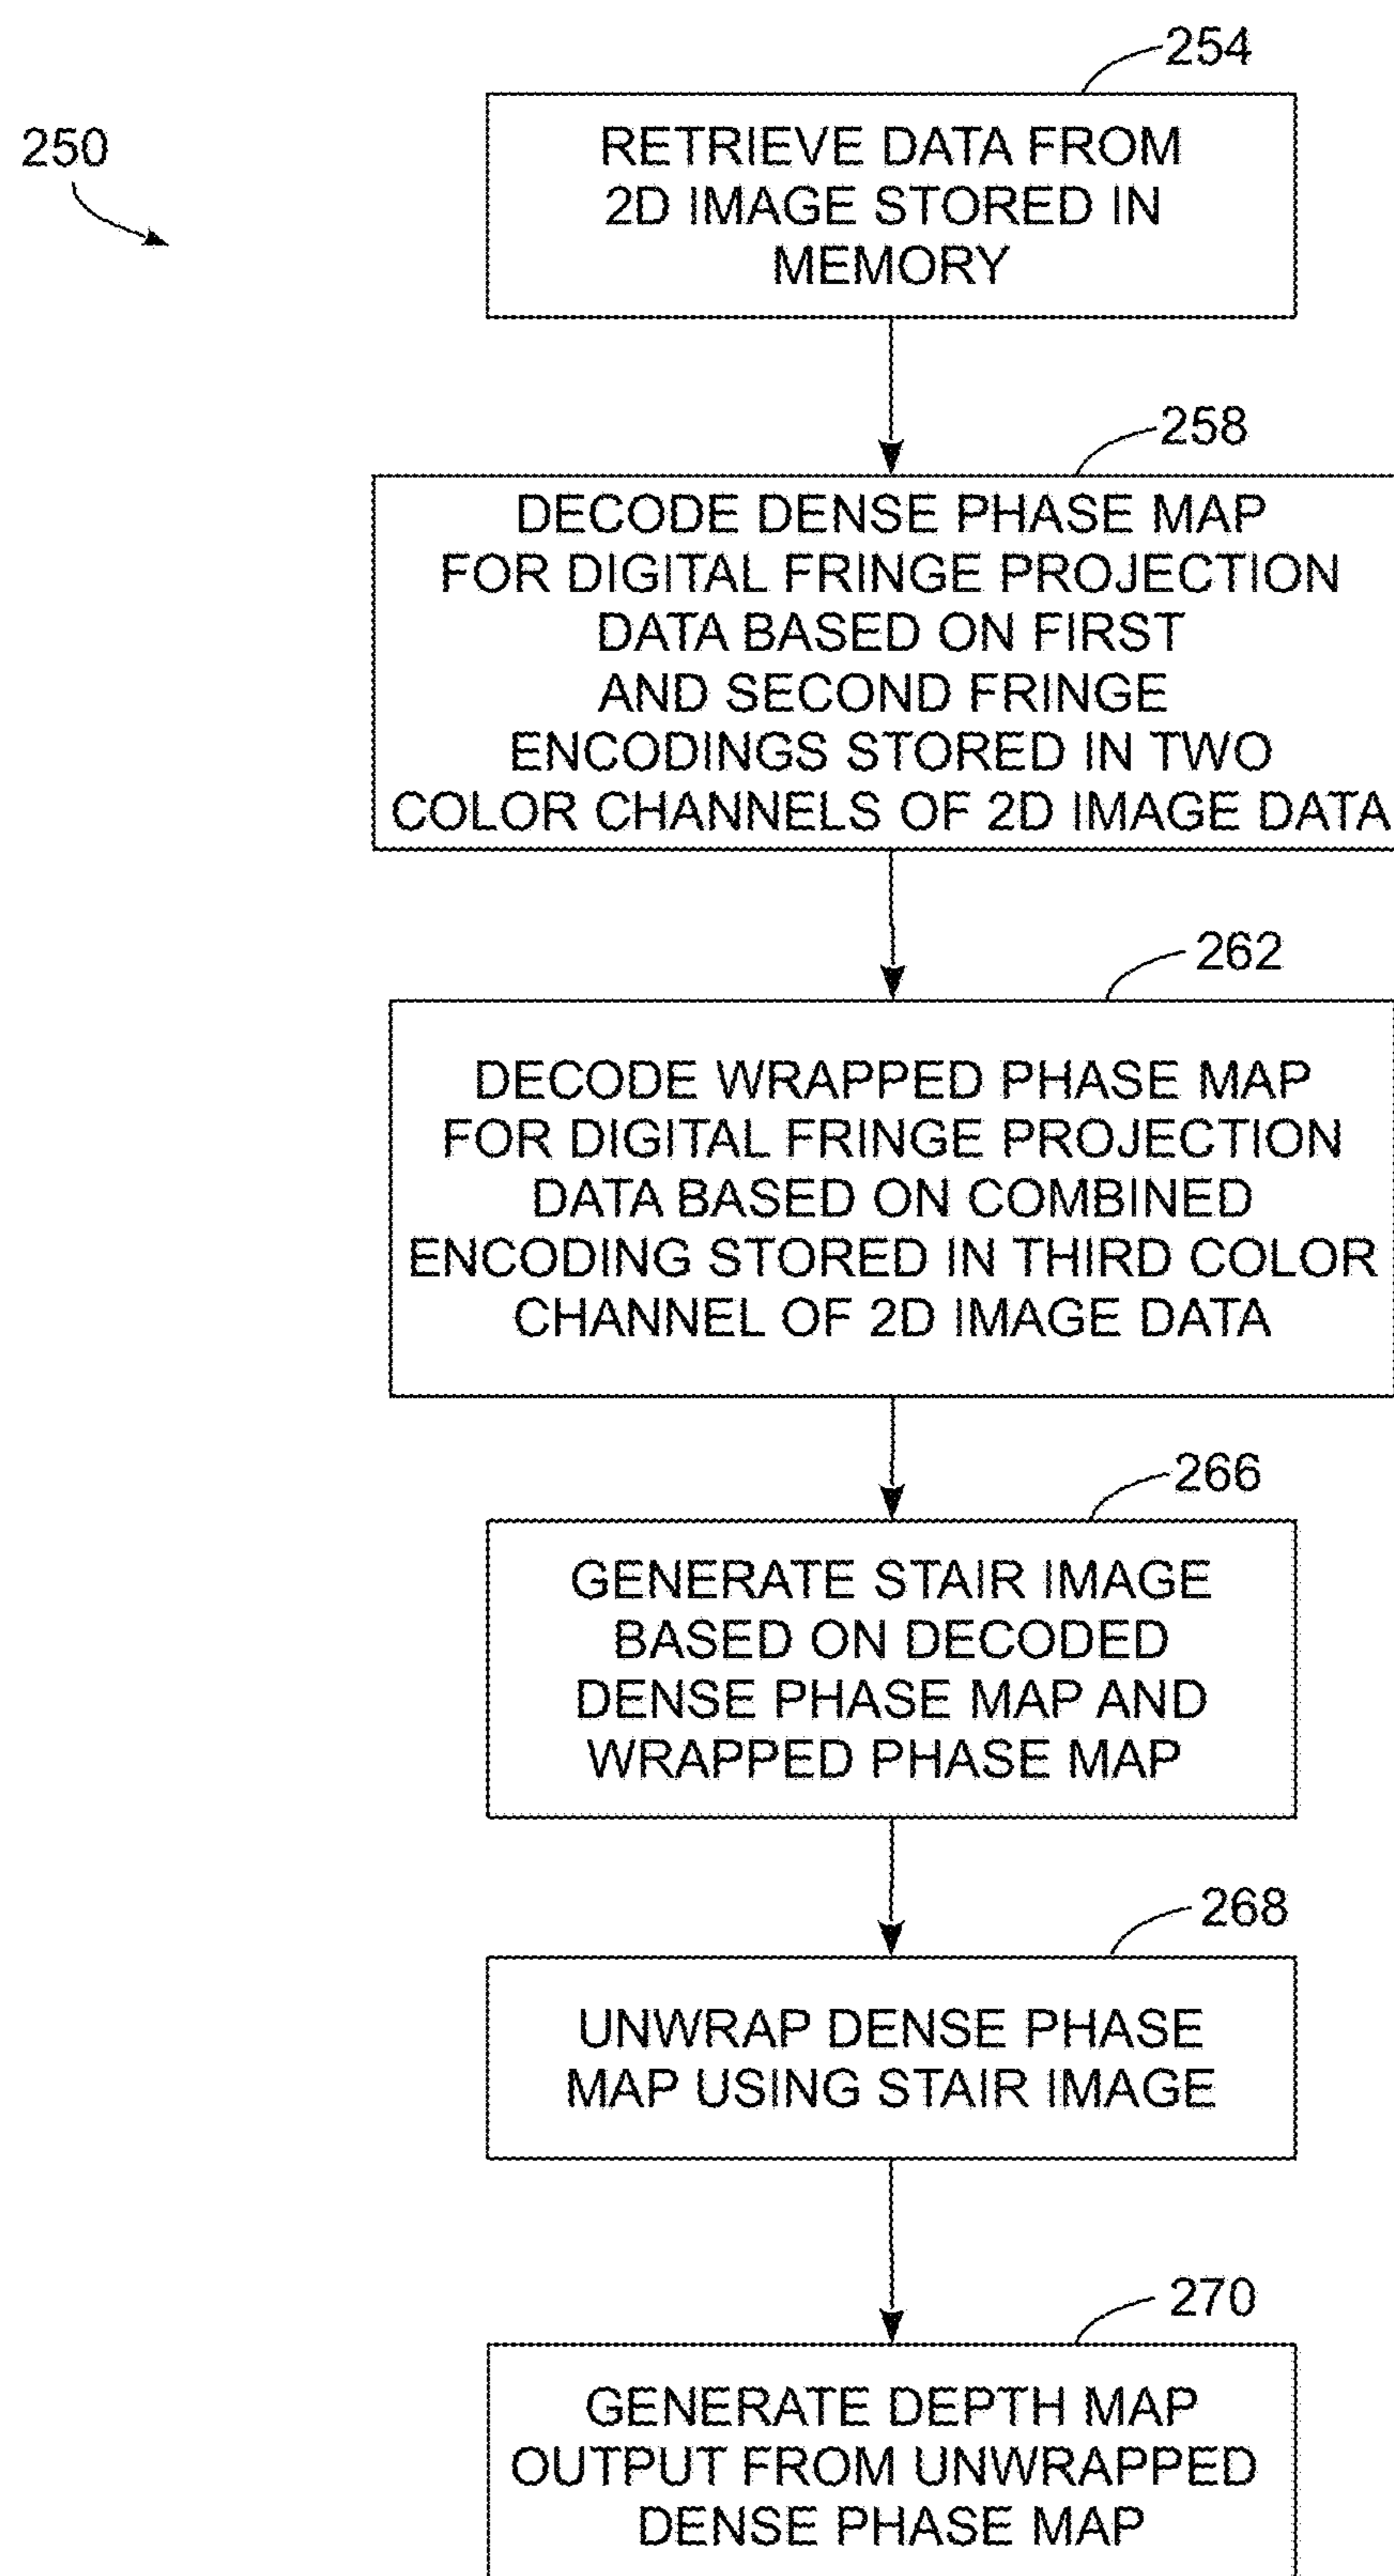 254
250
RETRIEVE DATA FROM
2D IMAGE STORED IN
MEMORY
258
DECODE DENSE PHASE MAP
FOR DIGITAL FRINGE PROJECTION
DATA BASED ON FIRST
AND SECOND FRINGE
ENCODINGS STORED IN TWO
COLOR CHANNELS OF 2D IMAGE DATA
262
DECODE WRAPPED PHASE MAP
FOR DIGITAL FRINGE PROJECTION
DATA BASED ON COMBINED
ENCODING STORED IN THIRD COLOR
CHANNEL OF 2D IMAGE DATA
266
GENERATE STAIR IMAGE
BASED ON DECODED
DENSE PHASE MAP AND
WRAPPED PHASE MAP
268
UNWRAP DENSE PHASE
MAP USING STAIR IMAGE
270
GENERATE DEPTH MAP
OUTPUT FROM UNWRAPPED
DENSE PHASE MAP